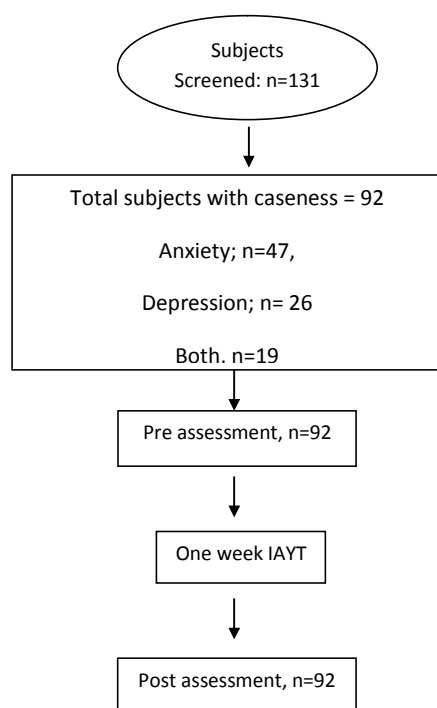 Subjects
Screened: n=131
Total subjects with caseness = 92
Anxiety; n=47,
Depression; n= 26
Both. n=19
Pre assessment, n=92
One week IAYT
Post assessment, n=92